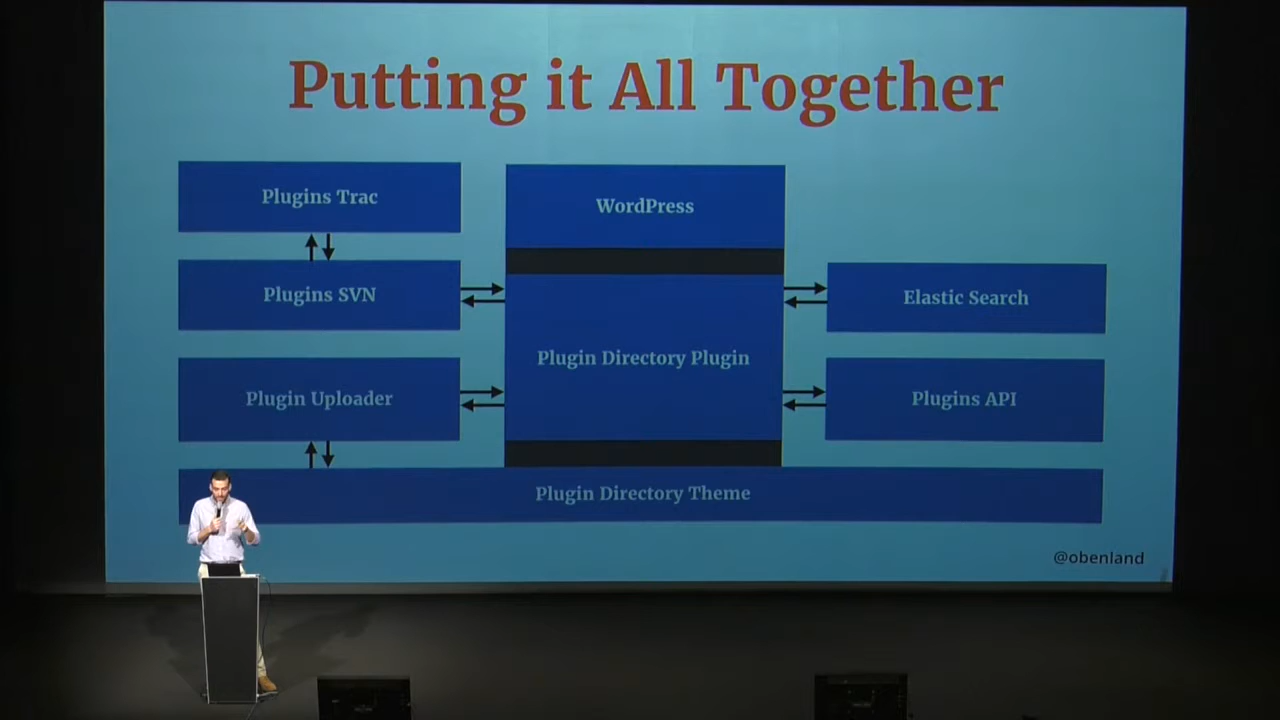 Putting it All Together
Plugins Trac
WordPress
Plugins SVN
Elastic Search
Plugin Directory Plugin
Plugin Uploader
Plugins API
Plugin Directory Theme
@obenland